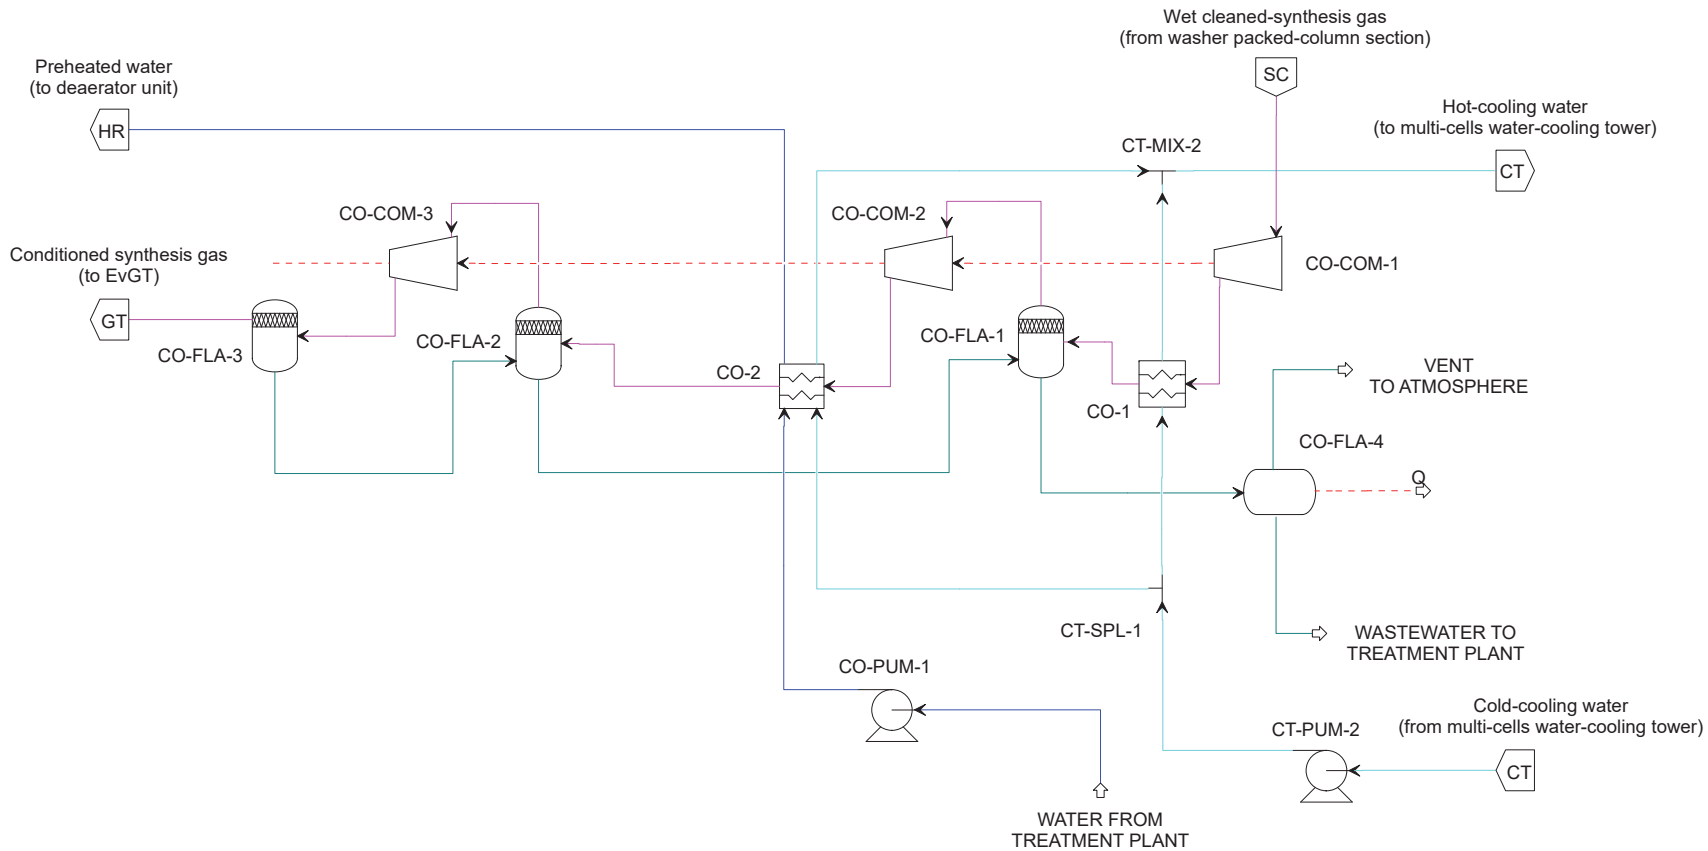 Wet cleaned-synthesis gas
(from washer packed-column section)
SC
Preheated water
(to deaerator unit)
HR
Hot-cooling water
(to multi-cells water-cooling tower)
CT-MIX-2
CT
CO-COM-3
CO-COM-2
Conditioned synthesis gas
(to EvGT)
CO-COM-1
GT
CO-FLA-3
CO-FLA-2
CO-FLA-1
CO-2
CO-1
VENT
TO ATMOSPHERE
CO-FLA-4
Q
CT-SPL-1
WASTEWATER TO
TREATMENT PLANT
CO-PUM-1
Cold-cooling water
(from multi-cells water-cooling tower)
CT-PUM-2
CT
WATER FROM
TREATMENT PLANT